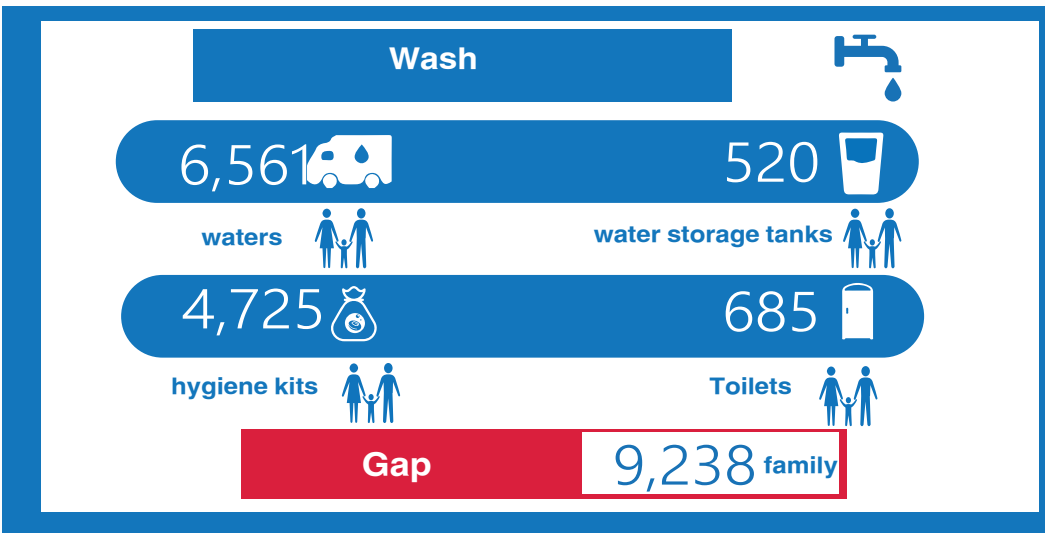 Wash
6,561
520
waters
water storage tanks
4,725
685
hygiene kits
Toilets
Gap
9,238 family